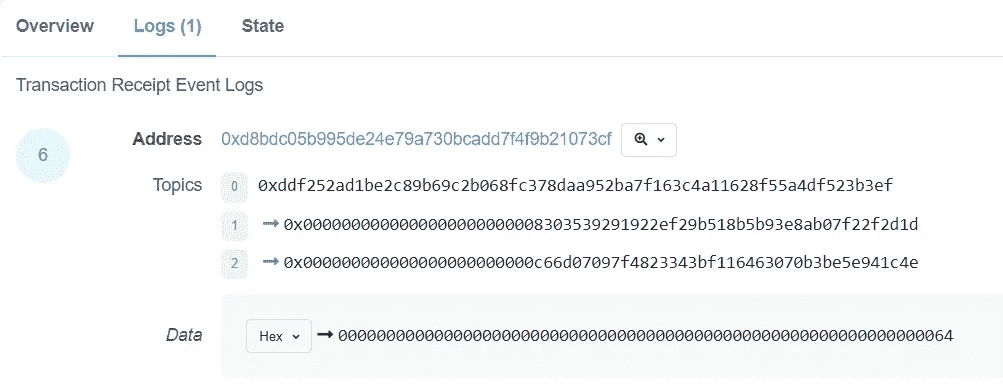 Overview
Logs (1)
State
Transaction Receipt Event Logs
6
Address 0xd8bdc05b995de24e79a730bcadd7f4f9b21073cf
Topics 0 0xddf252ad1be2c89b69c2b068fc378daa952ba7f163c4a11628f55a4df523b3ef
1 → 0x0000000000000000000000008303539291922ef29b518b5b93e8ab07f22f2d1d
2 → 0x000000000000000000000000c66d07097f4823343bf116463070b3be5e941c4e
Data Hex → 0000000000000000000000000000000000000000000000000000000000000064